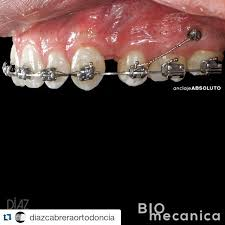 anclajeABSOLUTO
DIAZ
BIO
mecanica
diazcabreraortodoncia